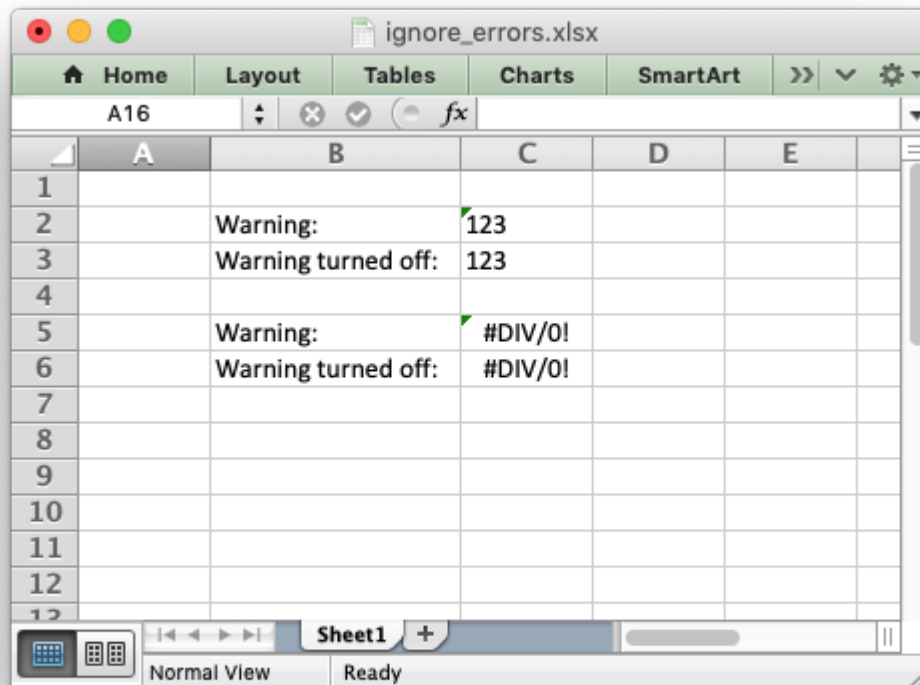 ignore_errors.xlsx
Home Layout Tables Charts SmartArt
A16 fx
A B C D E
1
2 Warning: 123
3 Warning turned off: 123
4
5 Warning: #DIV/0!
6 Warning turned off: #DIV/0!
7
8
9
10
11
12
13
Sheet1 +
Normal View Ready